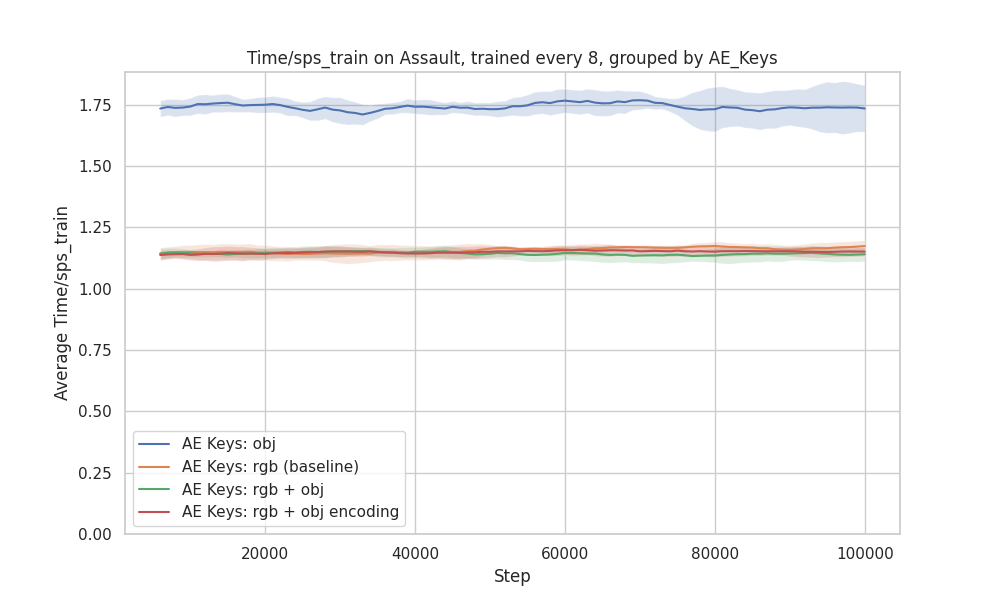 Time/sps_train on Assault, trained every 8, grouped by AE_Keys
Average Time/sps_train
1.75
1.50
1.25
1.00
0.75
0.50
0.25
0.00
AE Keys: obj
AE Keys: rgb (baseline)
AE Keys: rgb + obj
AE Keys: rgb + obj encoding
20000 40000 60000 80000 100000
Step